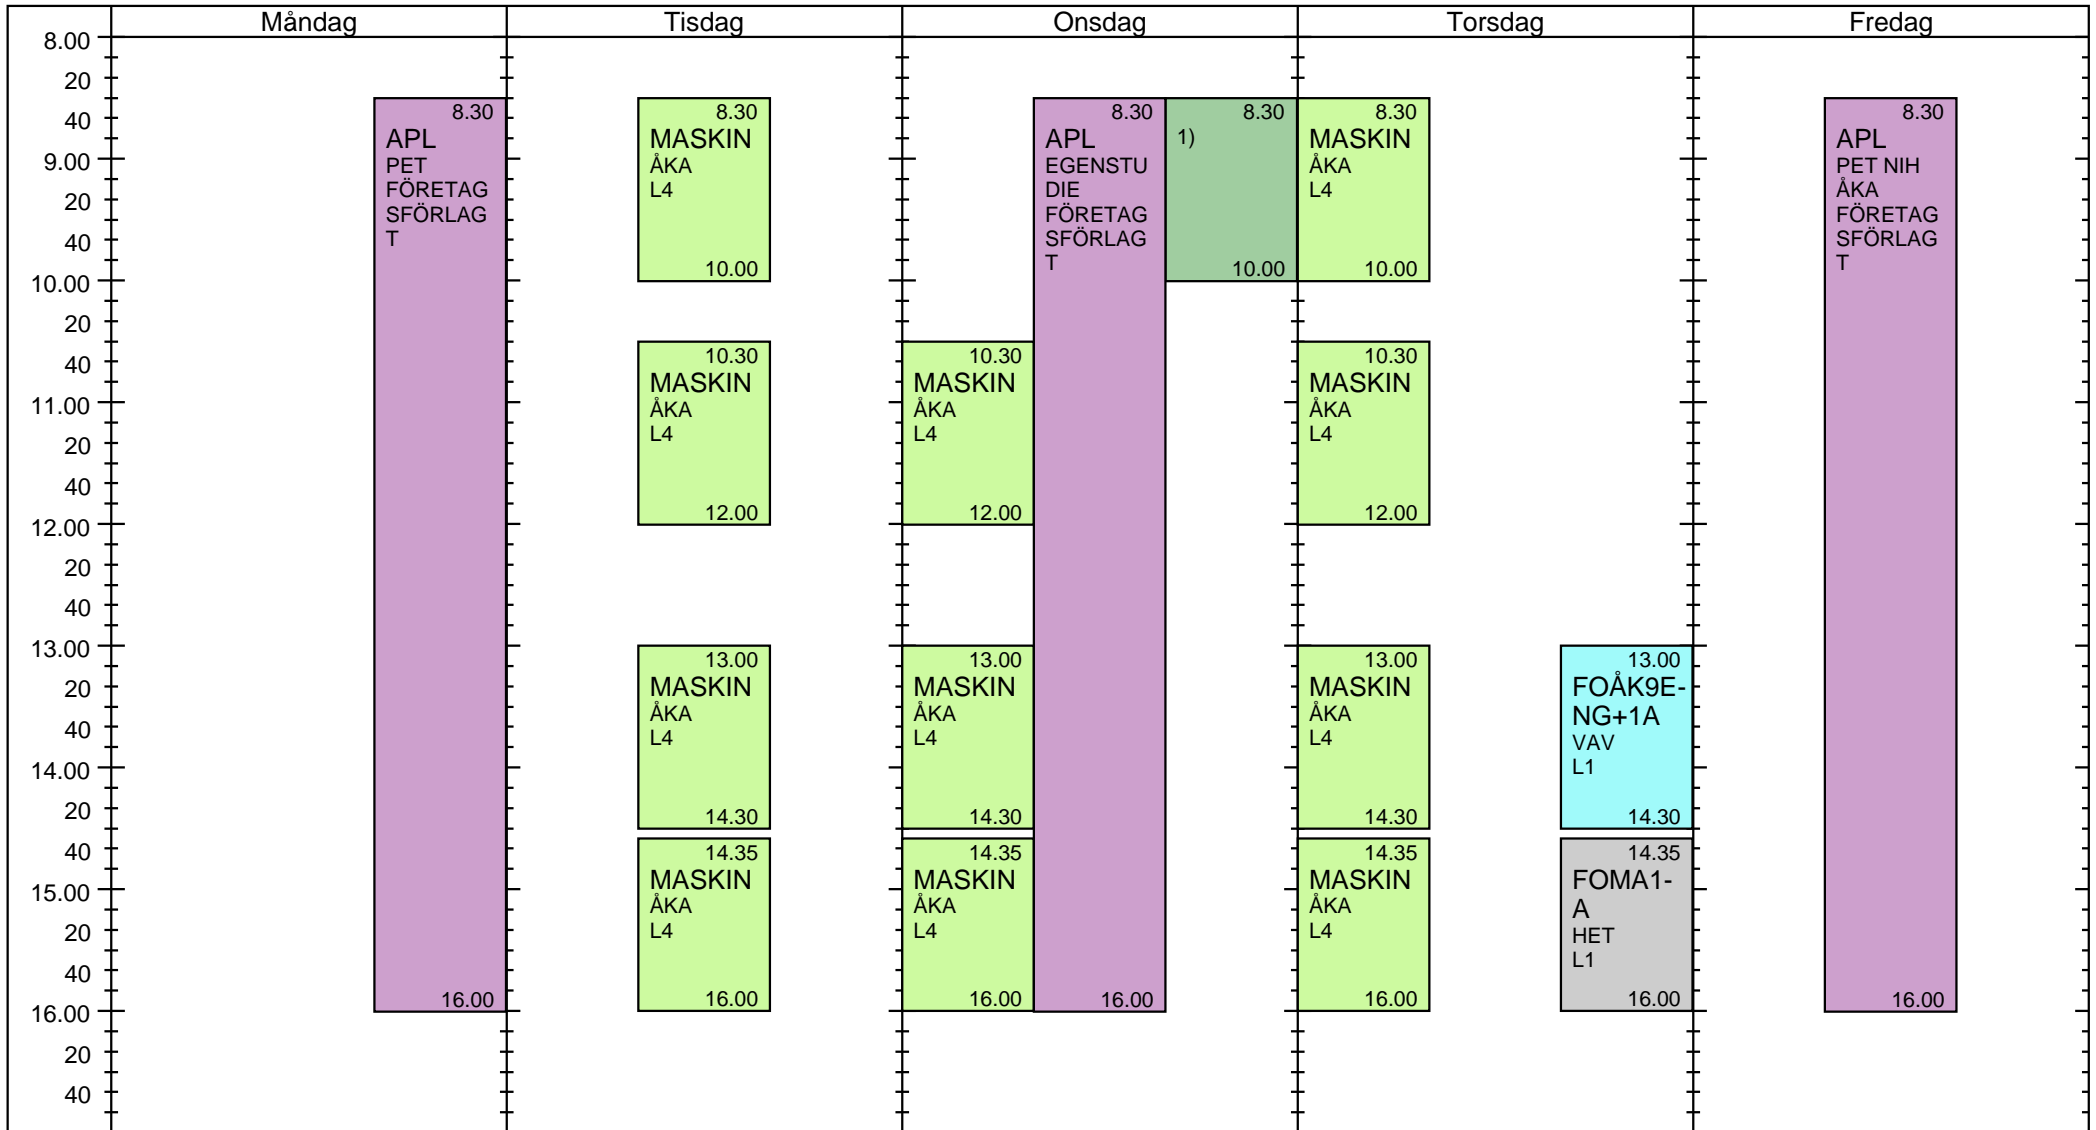 Måndag
Tisdag
Onsdag
Torsdag
Fredag
8.00
20
40
9.00
20
40
10.00
20
40
11.00
20
40
12.00
20
40
13.00
20
40
14.00
20
40
15.00
20
40
16.00
20
40
8.30
APL
PET
FÖRETAG
SFÖRLAG
T
16.00
8.30
MASKIN
ÅKA
L4
10.00
10.30
MASKIN
ÅKA
L4
12.00
13.00
MASKIN
ÅKA
L4
14.30
14.35
MASKIN
ÅKA
L4
16.00
10.30
MASKIN
ÅKA
L4
12.00
13.00
MASKIN
ÅKA
L4
14.30
14.35
MASKIN
ÅKA
L4
16.00
8.30
APL
EGENSTU
DIE
FÖRETAG
SFÖRLAG
T
16.00
8.30
1)
10.00
8.30
MASKIN
ÅKA
L4
10.00
10.30
MASKIN
ÅKA
L4
12.00
13.00
MASKIN
ÅKA
L4
14.30
14.35
MASKIN
ÅKA
L4
16.00
13.00
FOÅK9E-
NG+1A
VAV
L1
14.30
14.35
FOMA1-
A
HET
L1
16.00
8.30
APL
PET NIH
ÅKA
FÖRETAG
SFÖRLAG
T
16.00